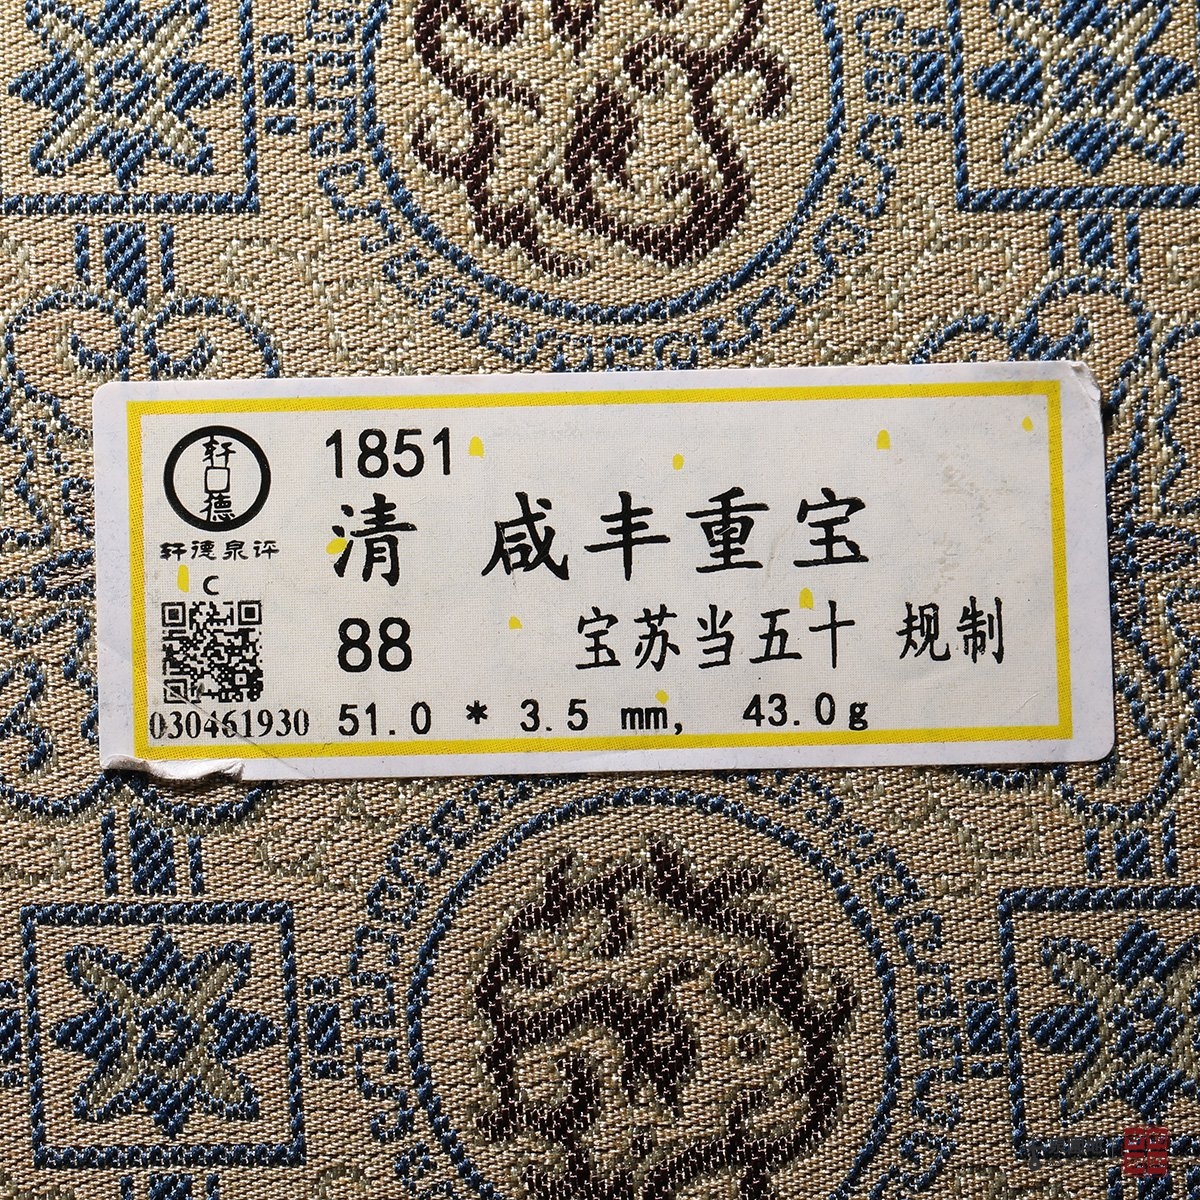 轩德
轩德泉评
C
030461930
1851
清 咸丰重宝
88 宝苏当五十 规制
51.0 * 3.5 mm, 43.0g